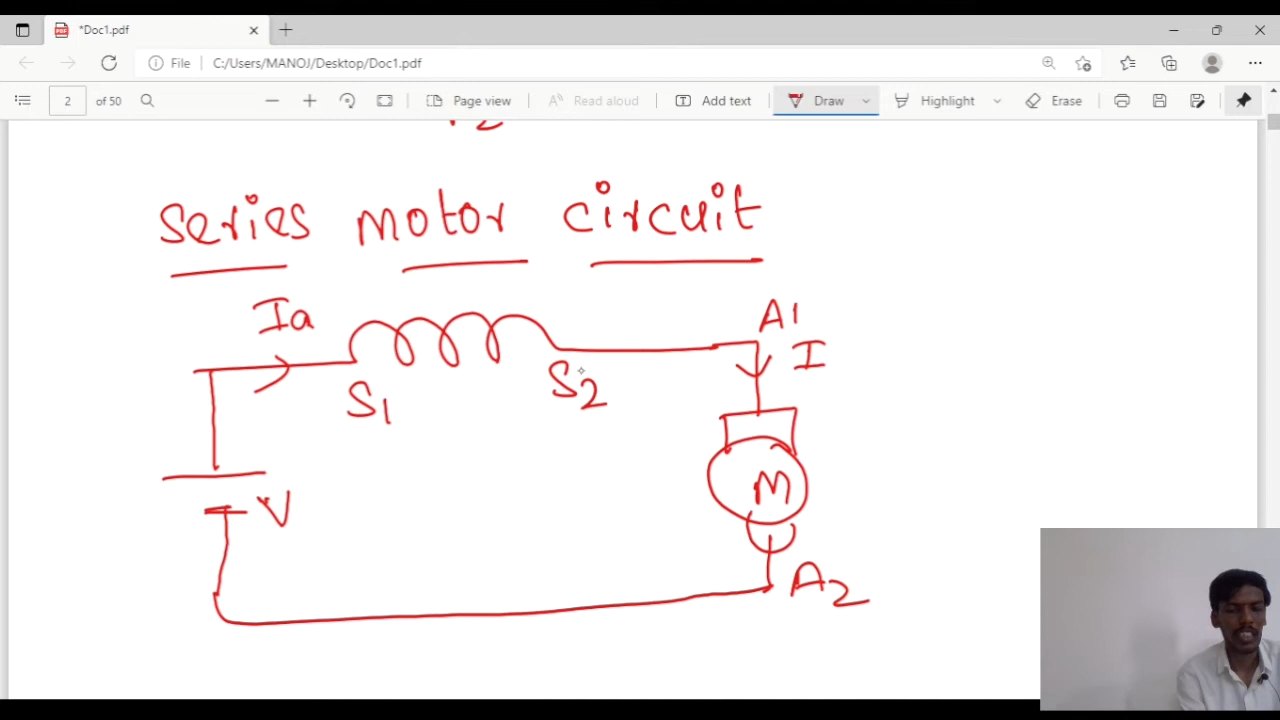 *Doc1.pdf
File C:/Users/MANOJ/Desktop/Doc1.pdf
2 of 50 Page view Read aloud Add text Draw Highlight Erase
series motor circuit
Ia
A1
I
S1
S2
M
V
A2